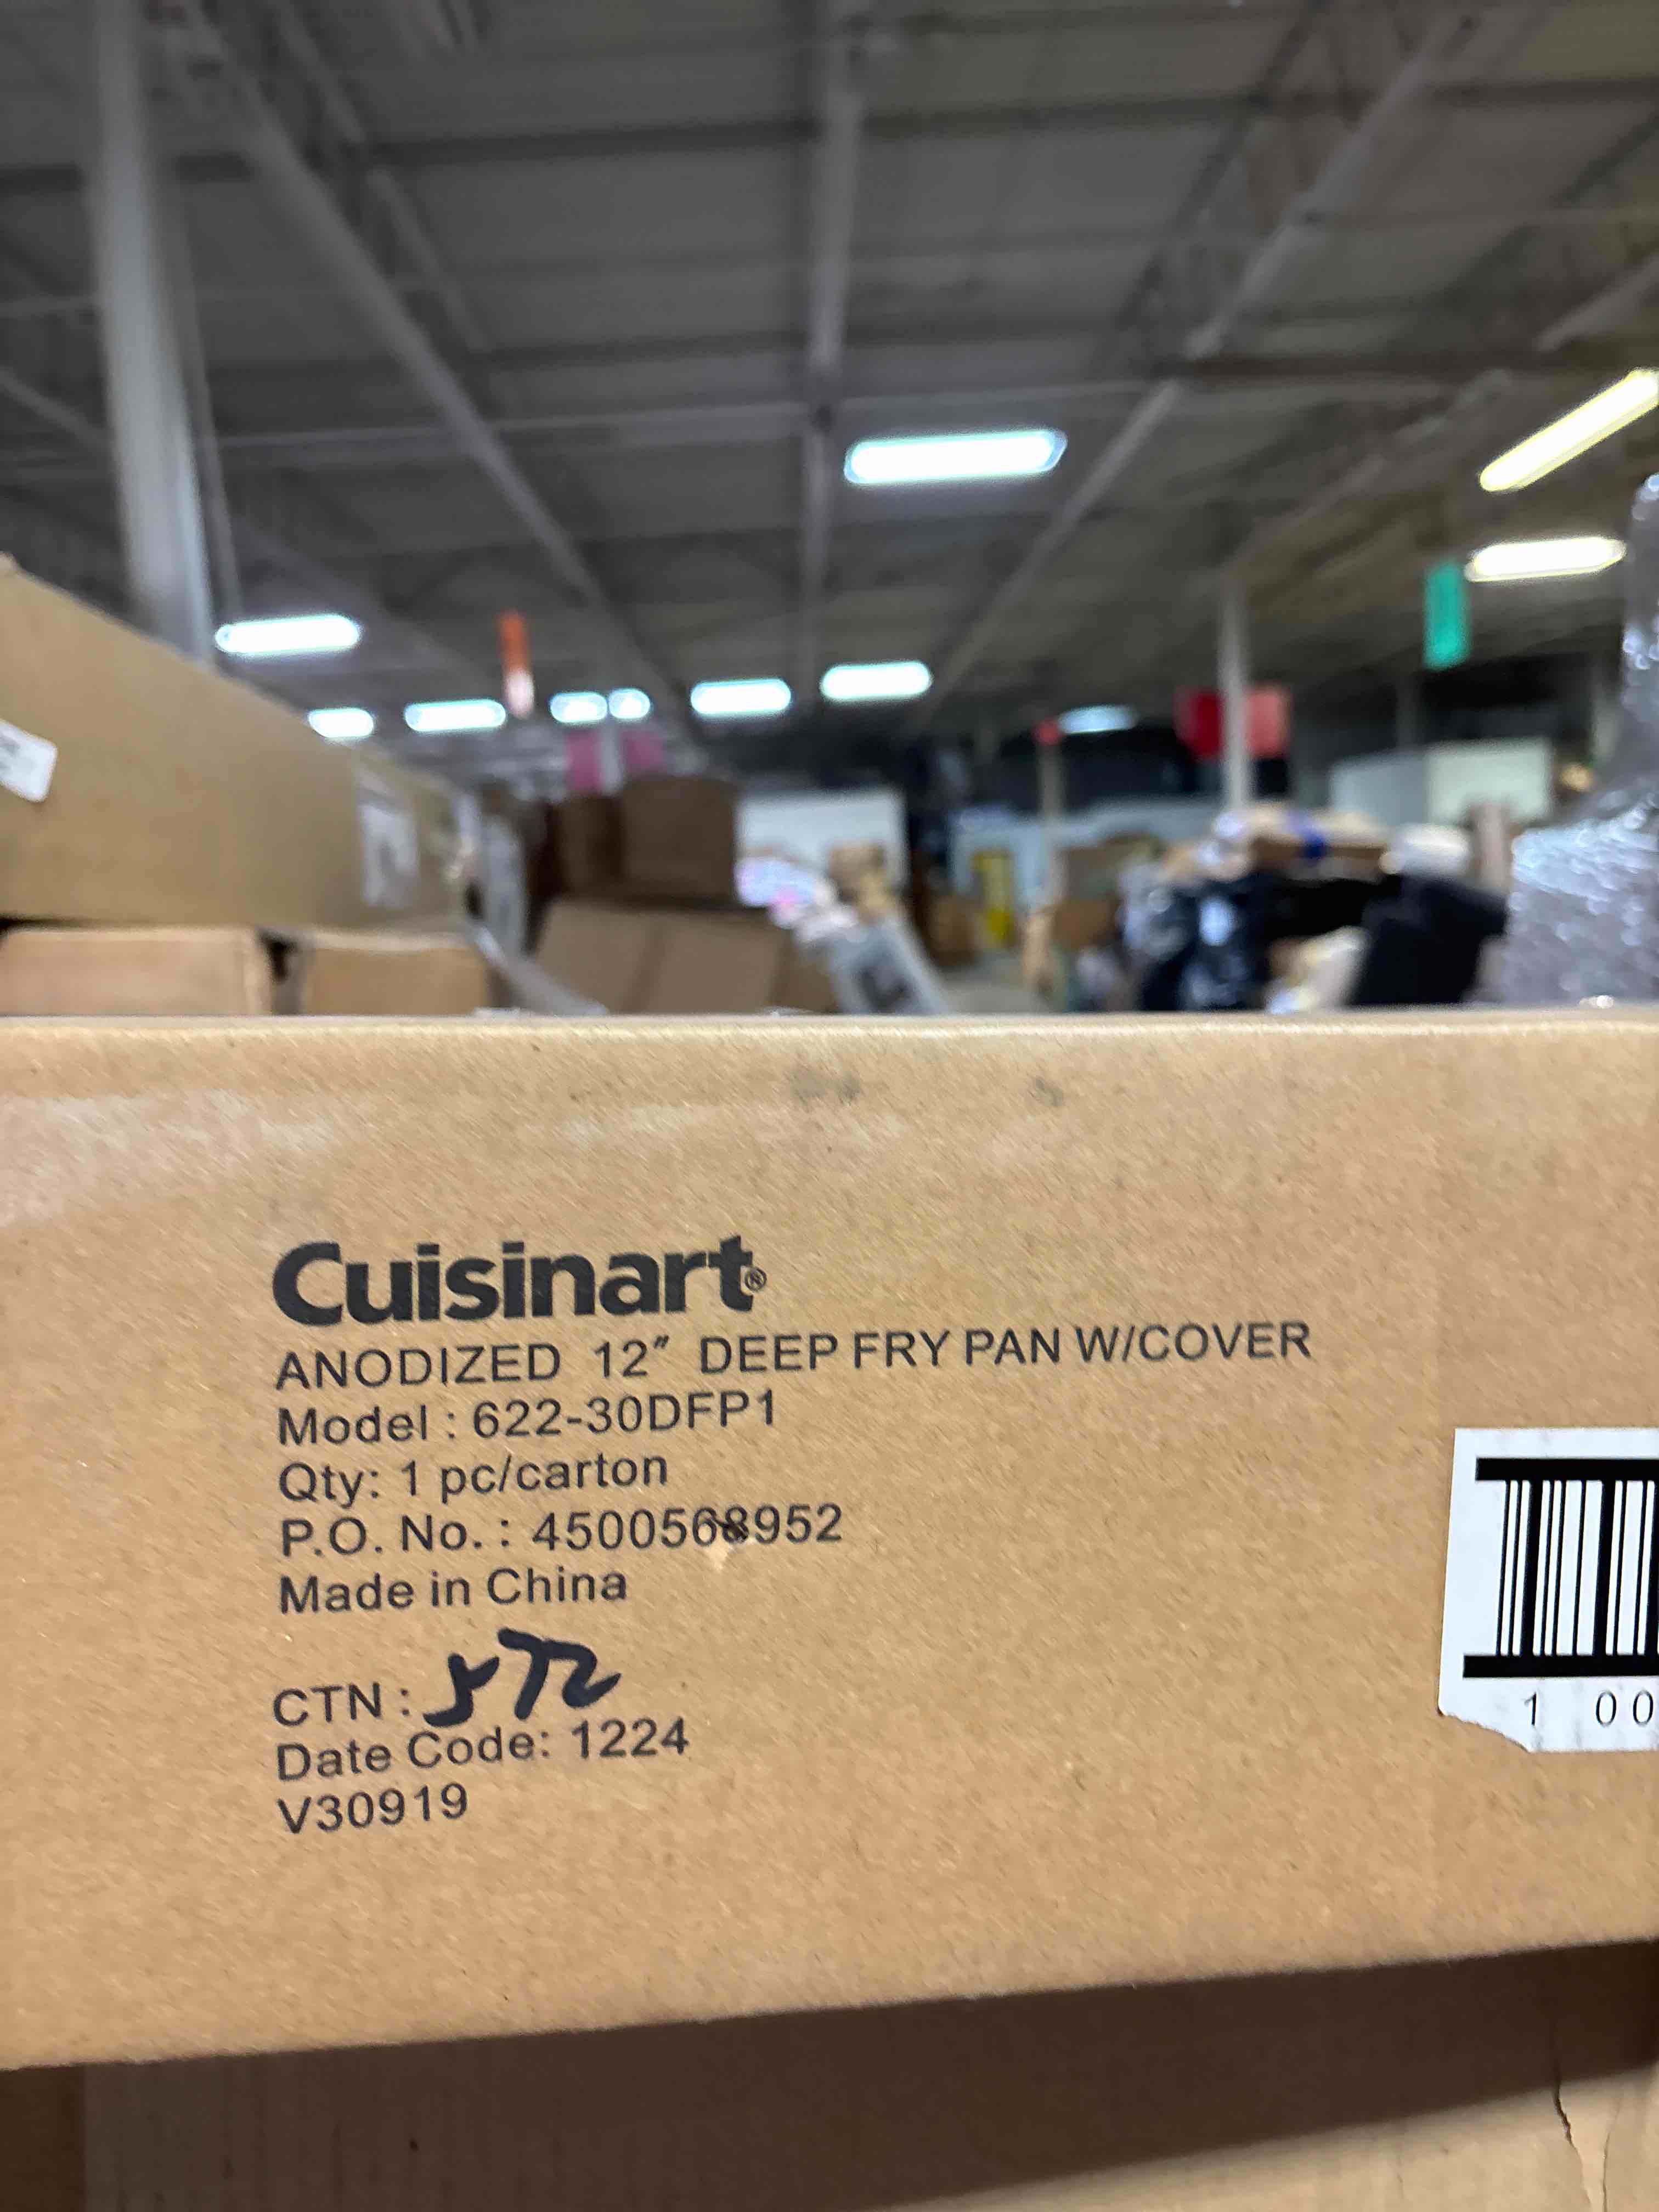 Cuisinart®
ANODIZED 12" DEEP FRY PAN W/COVER
Model : 622-30DFP1
Qty: 1 pc/carton
P.O. No. : 4500568952
Made in China
CTN : 572
Date Code: 1224
V30919
1 00